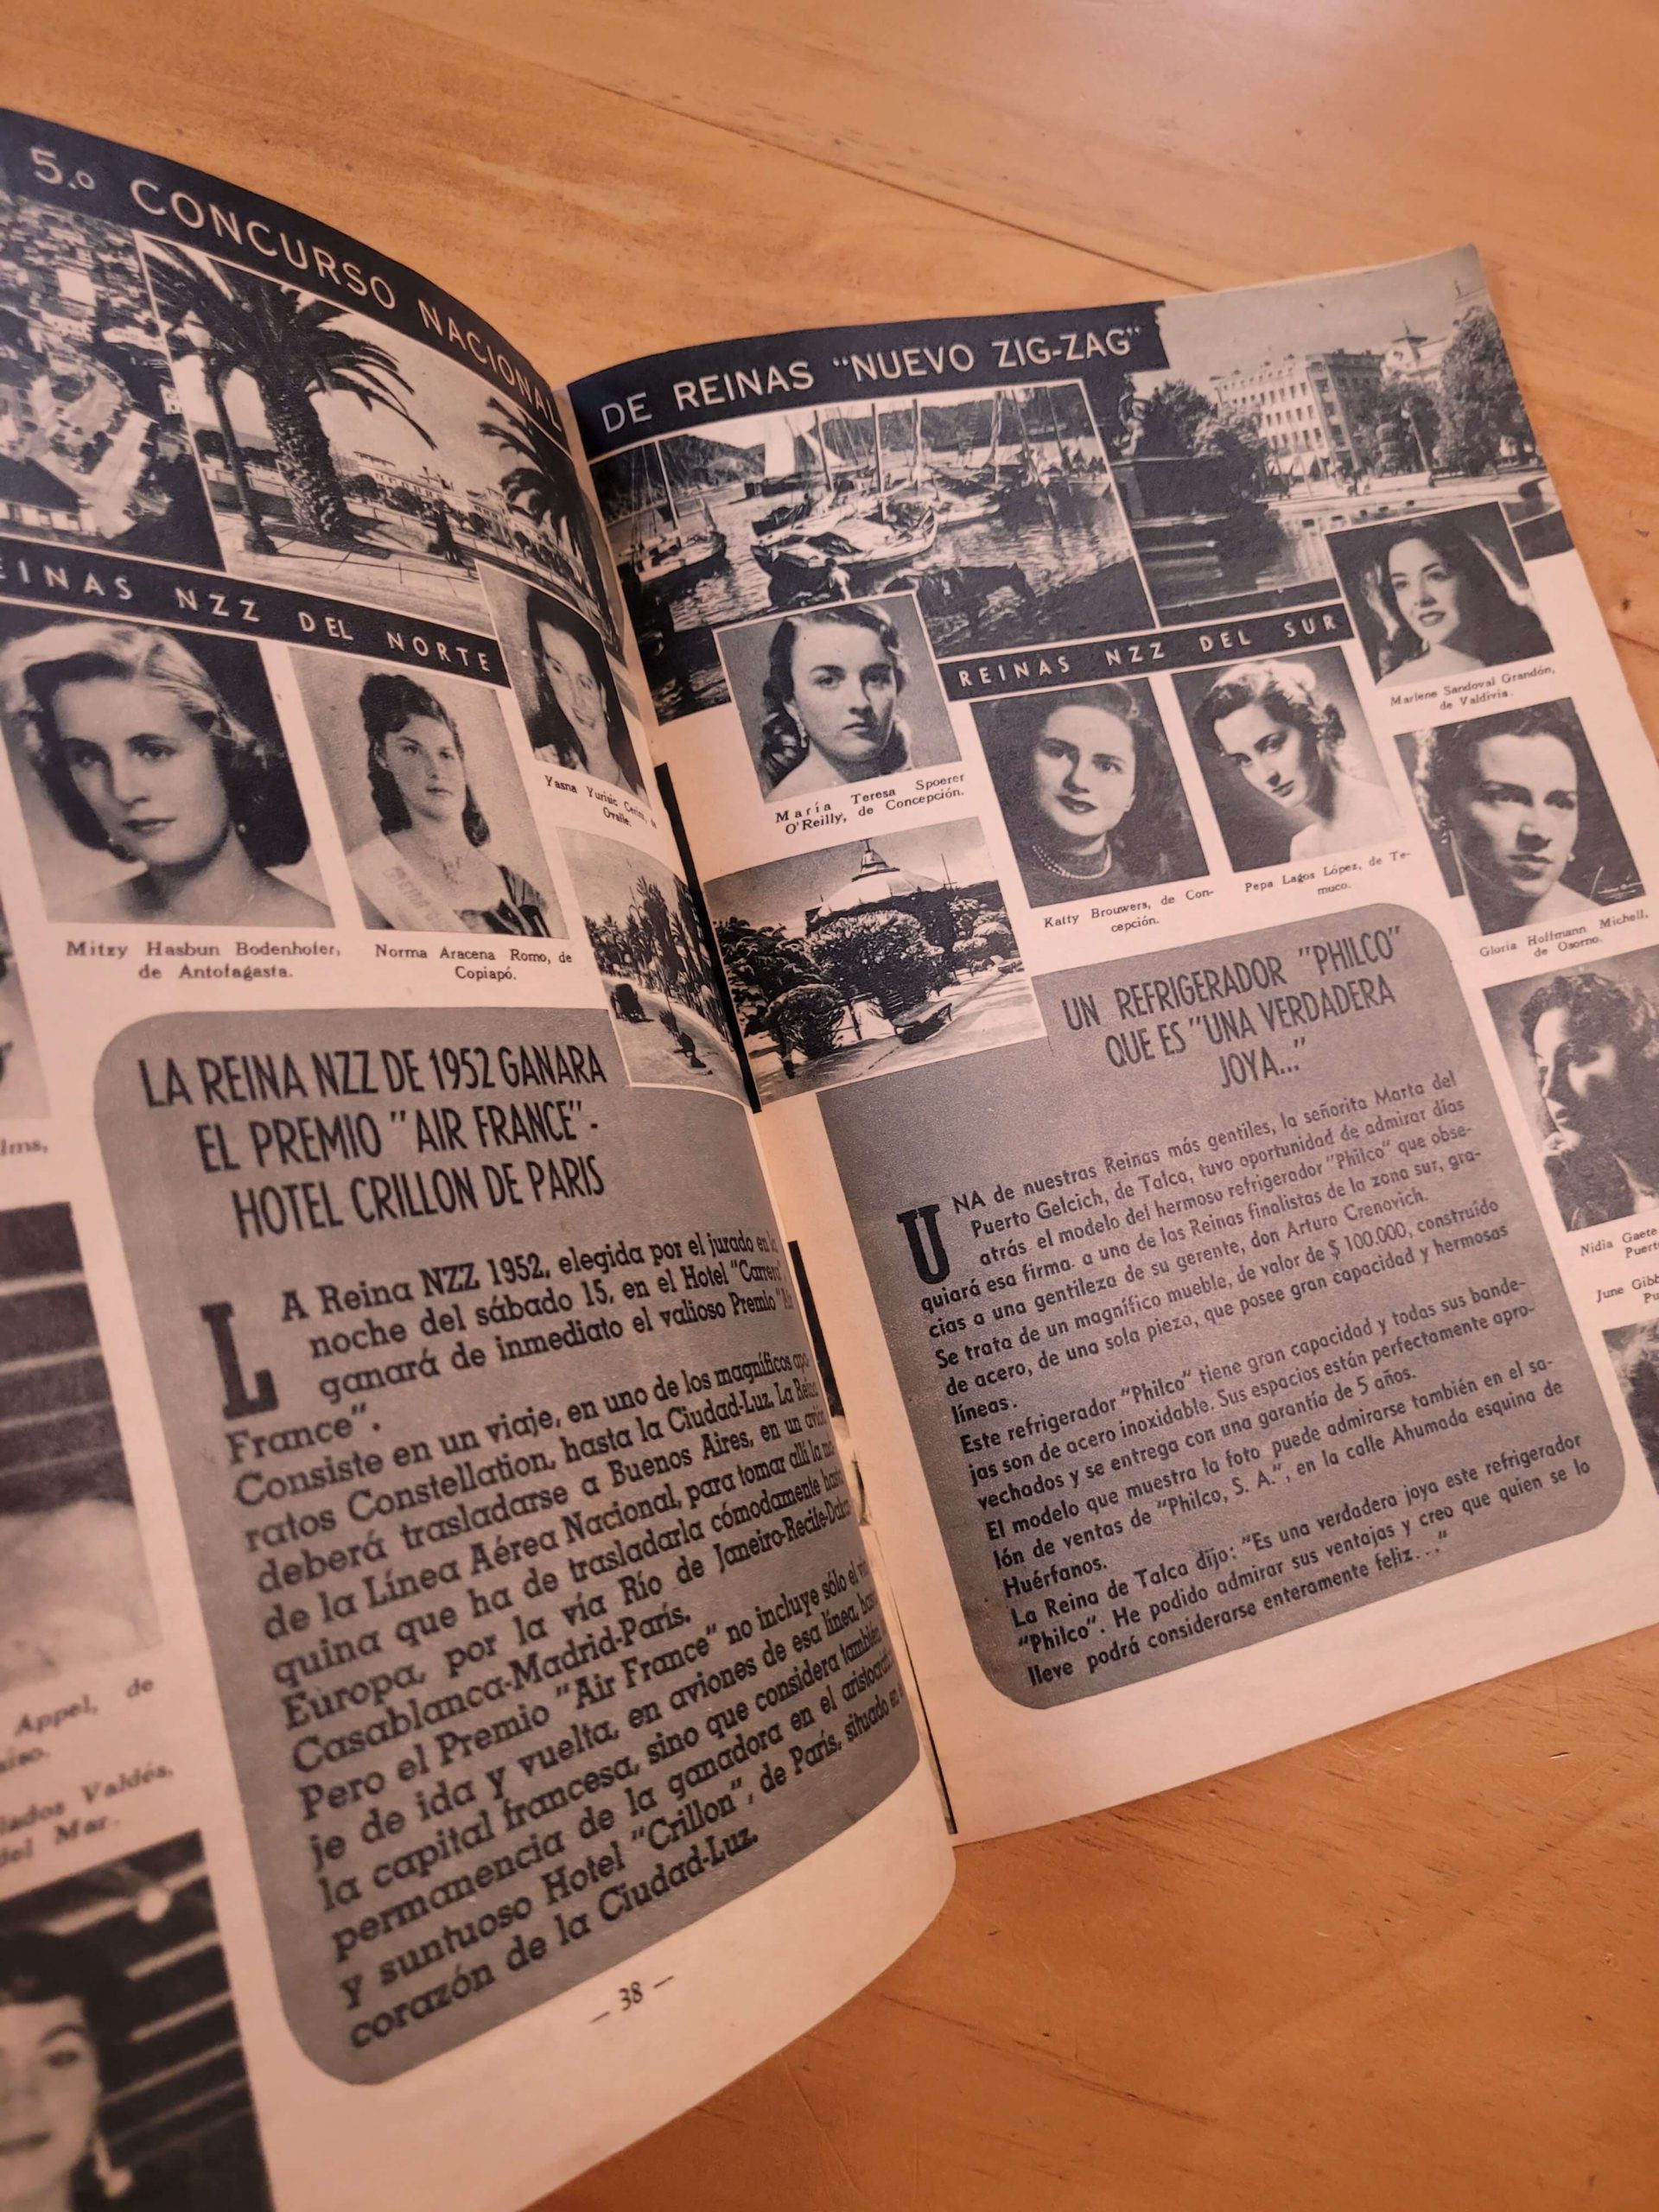 5.º CONCURSO NACIONAL
EINAS NZZ DEL NORTE
Mitzy Hasbun Bodenhofer,
de Antofagasta.
Norma Aracena Romo, de
Copiapó.
Yasna Yurisic
Ovalle.
lms,
LA REINA NZZ DE 1952 GANARA
EL PREMIO "AIR FRANCE"-
HOTEL CRILLON DE PARIS
LA Reina NZZ 1952, elegida por el jurado en la
noche del sábado 15, en el Hotel "Carrera",
ganará de inmediato el valioso Premio "Air
France".
Consiste en un viaje, en uno de los magníficos apa-
ratos Constellation, hasta la Ciudad-Luz. La Reina
deberá trasladarse a Buenos Aires, en un avión
de la Línea Aérea Nacional, para tomar allí la má-
quina que ha de trasladarla cómodamente hasta
Europa, por la vía Río de Janeiro-Recife-Dakar-
Casablanca-Madrid-París.
Pero el Premio "Air France" no incluye sólo el via-
je de ida y vuelta, en aviones de esa línea,
la capital francesa, sino que considera también
permanencia de la ganadora en el aristocrát
y suntuoso Hotel "Crillon", de París, situado en
corazón de la Ciudad-Luz.
Appel, de
aíso.
lados Valdés,
del Mar.
— 38 —
DE REINAS "NUEVO ZIG-ZAG"
REINAS NZZ DEL SUR
María Teresa Spoerer
O'Reilly, de Concepción.
Katty Brouwers, de Con-
cepción.
Pepa Lagos López, de Te-
muco.
Marlene Sandoval Grandón,
de Valdivia.
Gloria Hoffmann Michell,
de Osorno.
Nidia Gaete
Puert
June Gibb
Pu
UN REFRIGERADOR "PHILCO"
QUE ES "UNA VERDADERA
JOYA..."
UNA de nuestras Reinas más gentiles, la señorita Marta del
Puerto Gelcich, de Talca, tuvo oportunidad de admirar días
atrás el modelo del hermoso refrigerador "Philco" que obse-
quiará esa firma. a una de las Reinas finalistas de la zona sur, gra-
cias a una gentileza de su gerente, don Arturo Crenovich.
Se trata de un magnífico mueble, de valor de $ 100.000, construído
de acero, de una sola pieza, que posee gran capacidad y hermosas
líneas.
Este refrigerador "Philco" tiene gran capacidad y todas sus bande-
jas son de acero inoxidable. Sus espacios están perfectamente apro-
vechados y se entrega con una garantía de 5 años.
El modelo que muestra la foto puede admirarse también en el sa-
lón de ventas de "Philco, S. A.", en la calle Ahumada esquina de
Huérfanos.
La Reina de Talca dijo: "Es una verdadera joya este refrigerador
"Philco". He podido admirar sus ventajas y creo que quien se lo
lleve podrá considerarse enteramente feliz..."